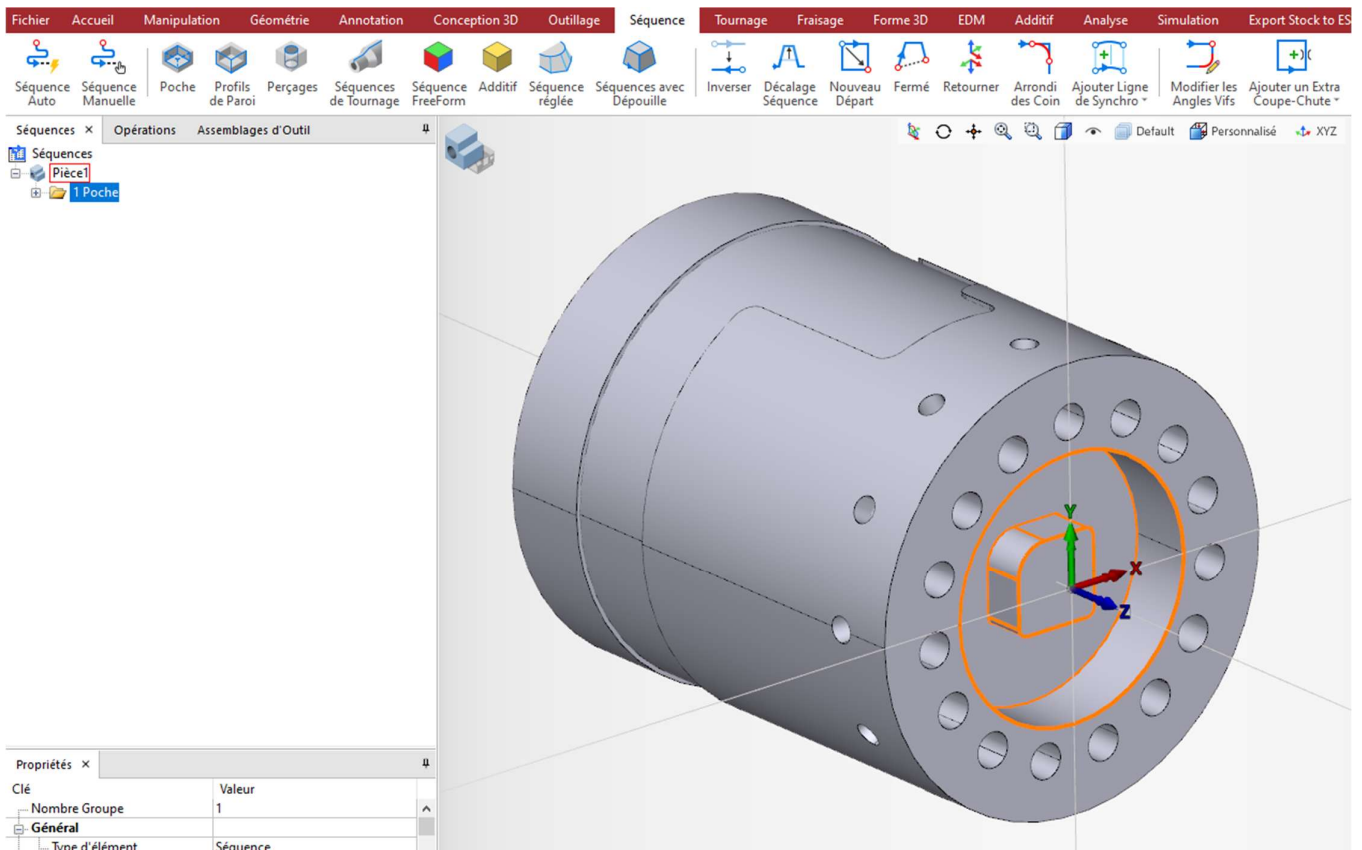 Fichier Accueil Manipulation Géométrie Annotation Conception 3D Outillage Séquence Tournage Fraisage Forme 3D EDM Additif Analyse Simulation Export Stock to ES
Séquence Auto
Séquence Manuelle
Poche
Profils de Paroi
Perçages
Séquences de Tournage
Séquence FreeForm
Additif
Séquence réglée
Séquences avec Dépouille
Inverser
Décalage Séquence
Nouveau Départ
Fermé
Retourner
Arrondi des Coin
Ajouter Ligne de Synchro
Modifier les Angles Vifs
Ajouter un Extra Coupe-Chute
Séquences × Opérations Assemblages d'Outil
Default Personnalisé XYZ
Séquences
Pièce1
1 Poche
Y
X
Z
Propriétés ×
Clé Valeur
Nombre Groupe 1
Général
Type d'élément Séquence